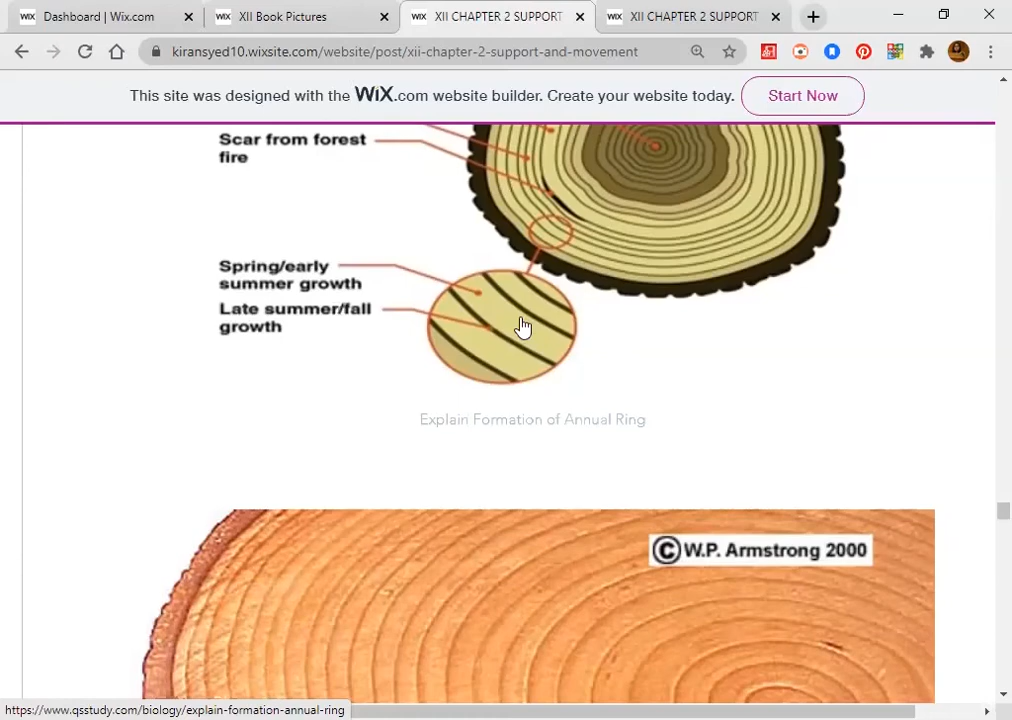 Dashboard | Wix.com
XII Book Pictures
XII CHAPTER 2 SUPPORT
XII CHAPTER 2 SUPPORT
kiransyed10.wixsite.com/website/post/xii-chapter-2-support-and-movement
This site was designed with the WiX.com website builder. Create your website today.
Start Now
Scar from forest
fire
Spring/early
summer growth
Late summer/fall
growth
Explain Formation of Annual Ring
© W.P. Armstrong 2000
https://www.qsstudy.com/biology/explain-formation-annual-ring